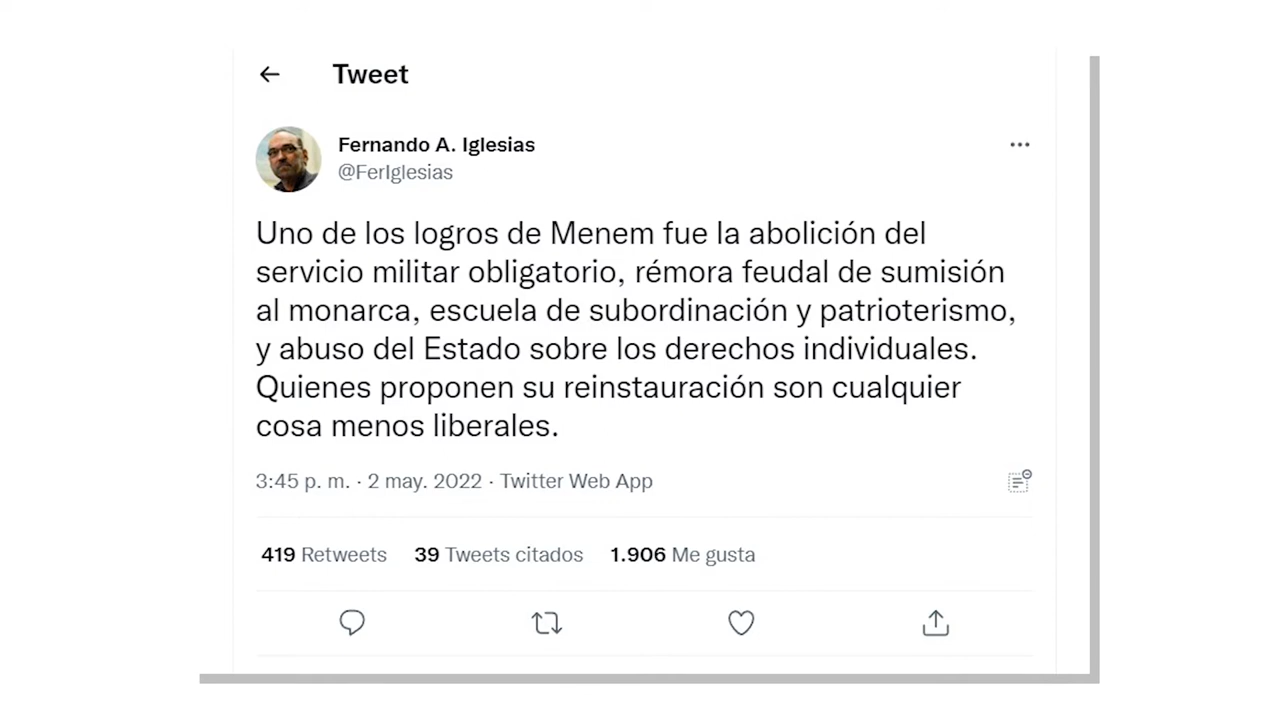 Tweet
Fernando A. Iglesias
@FerIglesias
Uno de los logros de Menem fue la abolición del
servicio militar obligatorio, rémora feudal de sumisión
al monarca, escuela de subordinación y patrioterismo,
y abuso del Estado sobre los derechos individuales.
Quienes proponen su reinstauración son cualquier
cosa menos liberales.
3:45 p. m. · 2 may. 2022 · Twitter Web App
419 Retweets 39 Tweets citados 1.906 Me gusta